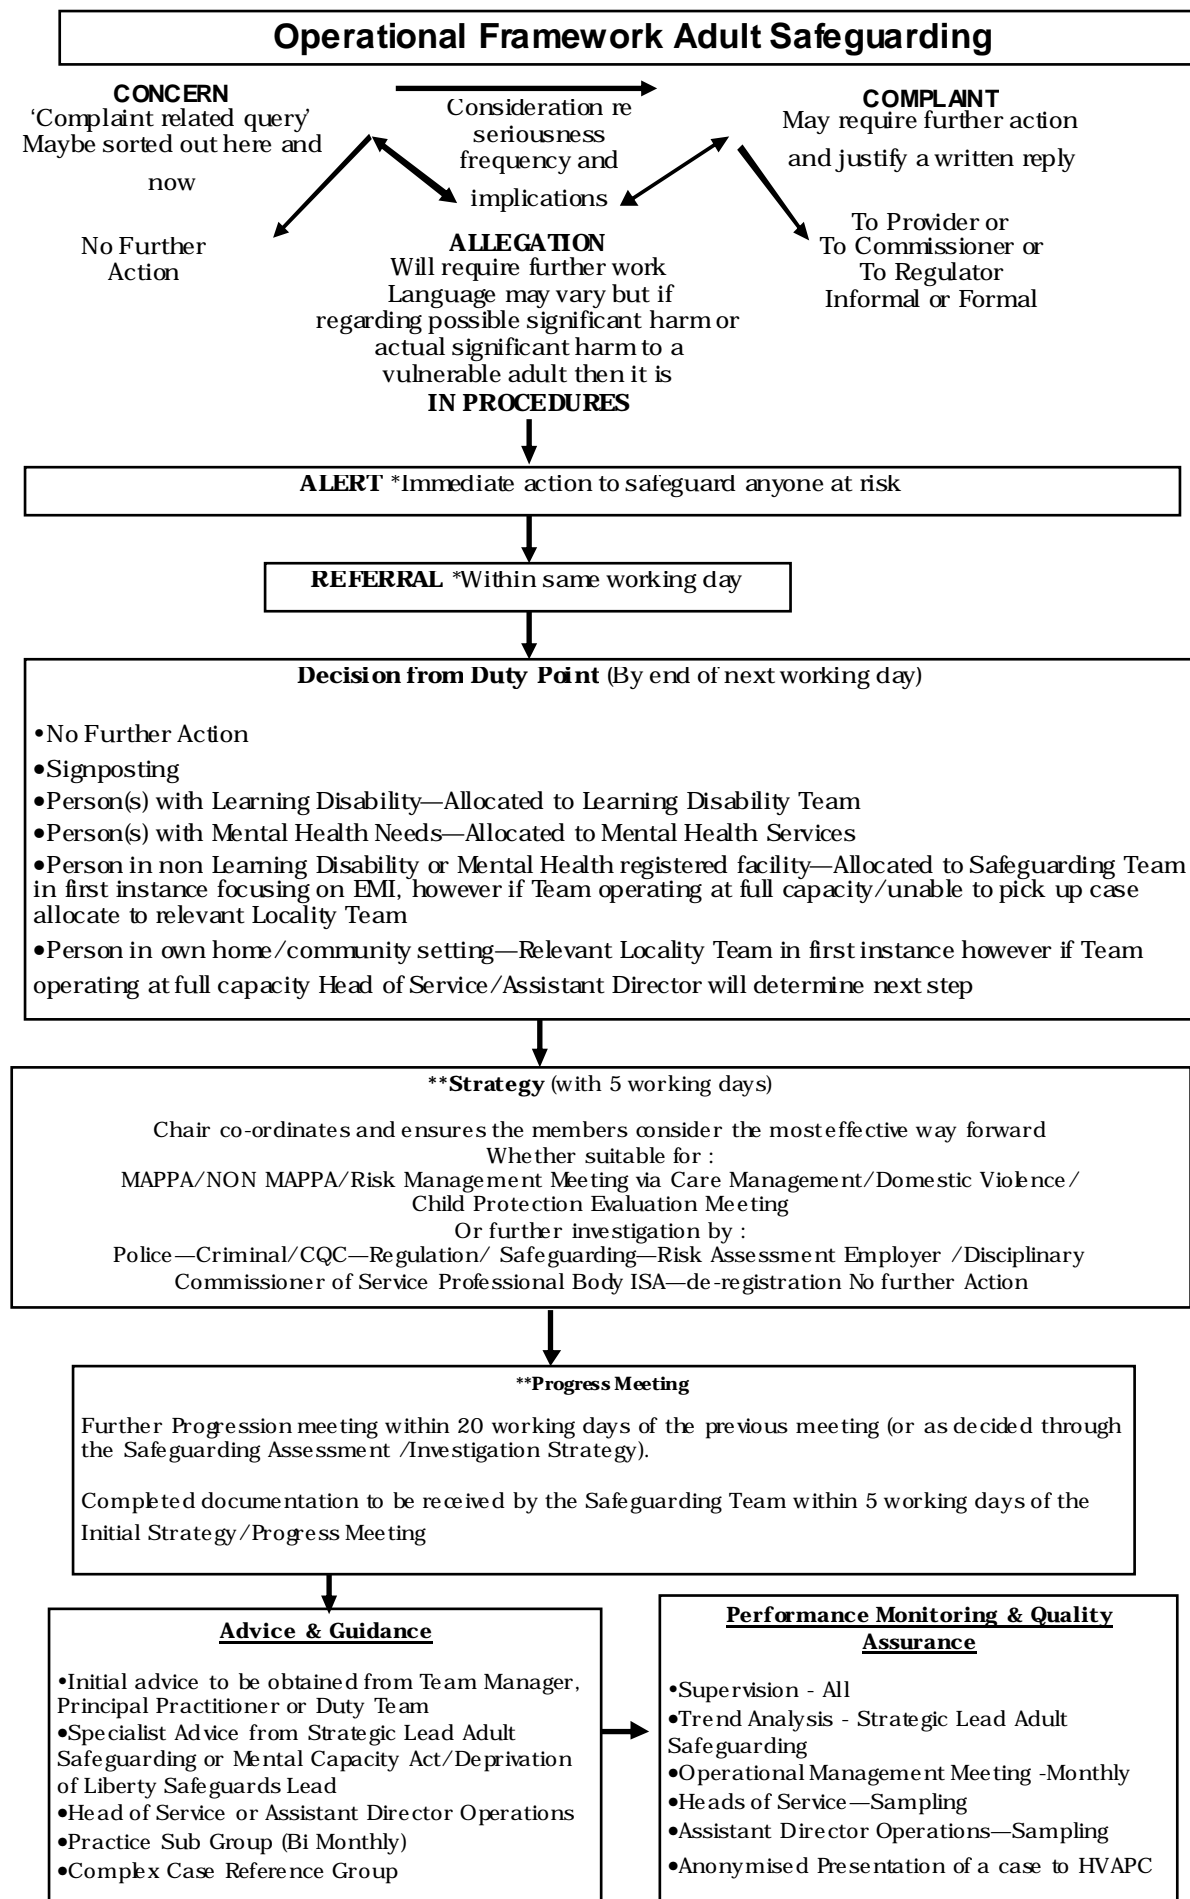 Operational Framework Adult Safeguarding
CONCERN
‘Complaint related query’
Maybe sorted out here and
now
Consideration re
seriousness
frequency and
implications
COMPLAINT
May require further action
and justify a written reply
No Further
Action
ALLEGATION
Will require further work
Language may vary but if
regarding possible significant harm or
actual significant harm to a
vulnerable adult then it is
IN PROCEDURES
To Provider or
To Commissioner or
To Regulator
Informal or Formal
ALERT *Immediate action to safeguard anyone at risk
REFERRAL *Within same working day
Decision from Duty Point (By end of next working day)
•No Further Action
•Signposting
•Person(s) with Learning Disability—Allocated to Learning Disability Team
•Person(s) with Mental Health Needs—Allocated to Mental Health Services
•Person in non Learning Disability or Mental Health registered facility—Allocated to Safeguarding Team
in first instance focusing on EMI, however if Team operating at full capacity/unable to pick up case
allocate to relevant Locality Team
•Person in own home/community setting—Relevant Locality Team in first instance however if Team
operating at full capacity Head of Service/Assistant Director will determine next step
**Strategy (with 5 working days)
Chair co-ordinates and ensures the members consider the most effective way forward
Whether suitable for :
MAPPA/NON MAPPA/Risk Management Meeting via Care Management/Domestic Violence/
Child Protection Evaluation Meeting
Or further investigation by :
Police—Criminal/CQC—Regulation/ Safeguarding—Risk Assessment Employer /Disciplinary
Commissioner of Service Professional Body ISA—de-registration No further Action
**Progress Meeting
Further Progression meeting within 20 working days of the previous meeting (or as decided through
the Safeguarding Assessment /Investigation Strategy).
Completed documentation to be received by the Safeguarding Team within 5 working days of the
Initial Strategy/Progress Meeting
Advice & Guidance
•Initial advice to be obtained from Team Manager,
Principal Practitioner or Duty Team
•Specialist Advice from Strategic Lead Adult
Safeguarding or Mental Capacity Act/Deprivation
of Liberty Safeguards Lead
•Head of Service or Assistant Director Operations
•Practice Sub Group (Bi Monthly)
•Complex Case Reference Group
Performance Monitoring & Quality
Assurance
•Supervision - All
•Trend Analysis - Strategic Lead Adult
Safeguarding
•Operational Management Meeting -Monthly
•Heads of Service—Sampling
•Assistant Director Operations—Sampling
•Anonymised Presentation of a case to HVAPC